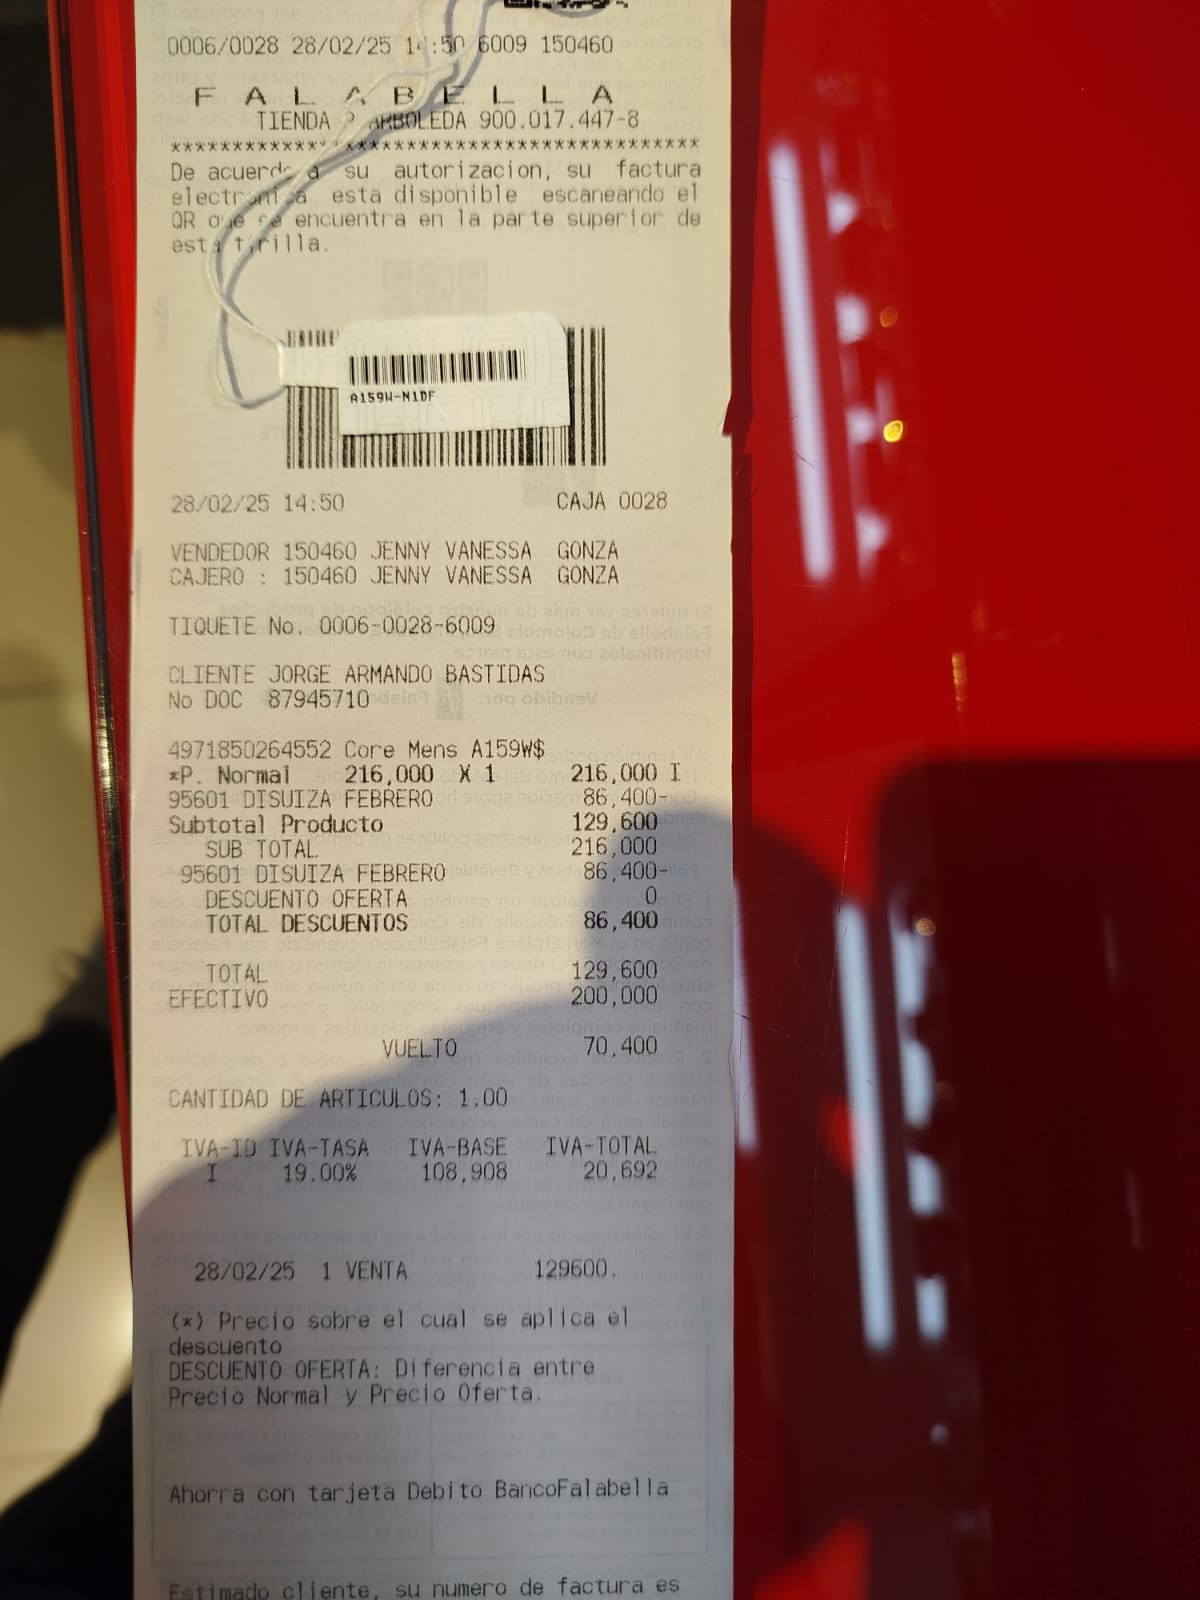 0006/0028 28/02/25 14:50 6009 150460
F A L A B E L L A
TIENDA P ARBOLEDA 900.017.447-8
*******************************************
De acuerdo a su autorizacion, su factura
electronica esta disponible escaneando el
QR que se encuentra en la parte superior de
esta tirilla.
A159W-N1DF
28/02/25 14:50 CAJA 0028
VENDEDOR 150460 JENNY VANESSA GONZA
CAJERO : 150460 JENNY VANESSA GONZA
TIQUETE No. 0006-0028-6009
CLIENTE JORGE ARMANDO BASTIDAS
No DOC 87945710
4971850264552 Core Mens A159W$
*P. Normal 216,000 X 1 216,000 I
95601 DISUIZA FEBRERO 86,400-
Subtotal Producto 129,600
SUB TOTAL 216,000
95601 DISUIZA FEBRERO 86,400-
DESCUENTO OFERTA 0
TOTAL DESCUENTOS 86,400
TOTAL 129,600
EFECTIVO 200,000
VUELTO 70,400
CANTIDAD DE ARTICULOS: 1.00
IVA-ID IVA-TASA IVA-BASE IVA-TOTAL
I 19.00% 108,908 20,692
28/02/25 1 VENTA 129600.
(*) Precio sobre el cual se aplica el
descuento
DESCUENTO OFERTA: Diferencia entre
Precio Normal y Precio Oferta.
Ahorra con tarjeta Debito BancoFalabella
Estimado cliente, su numero de factura es